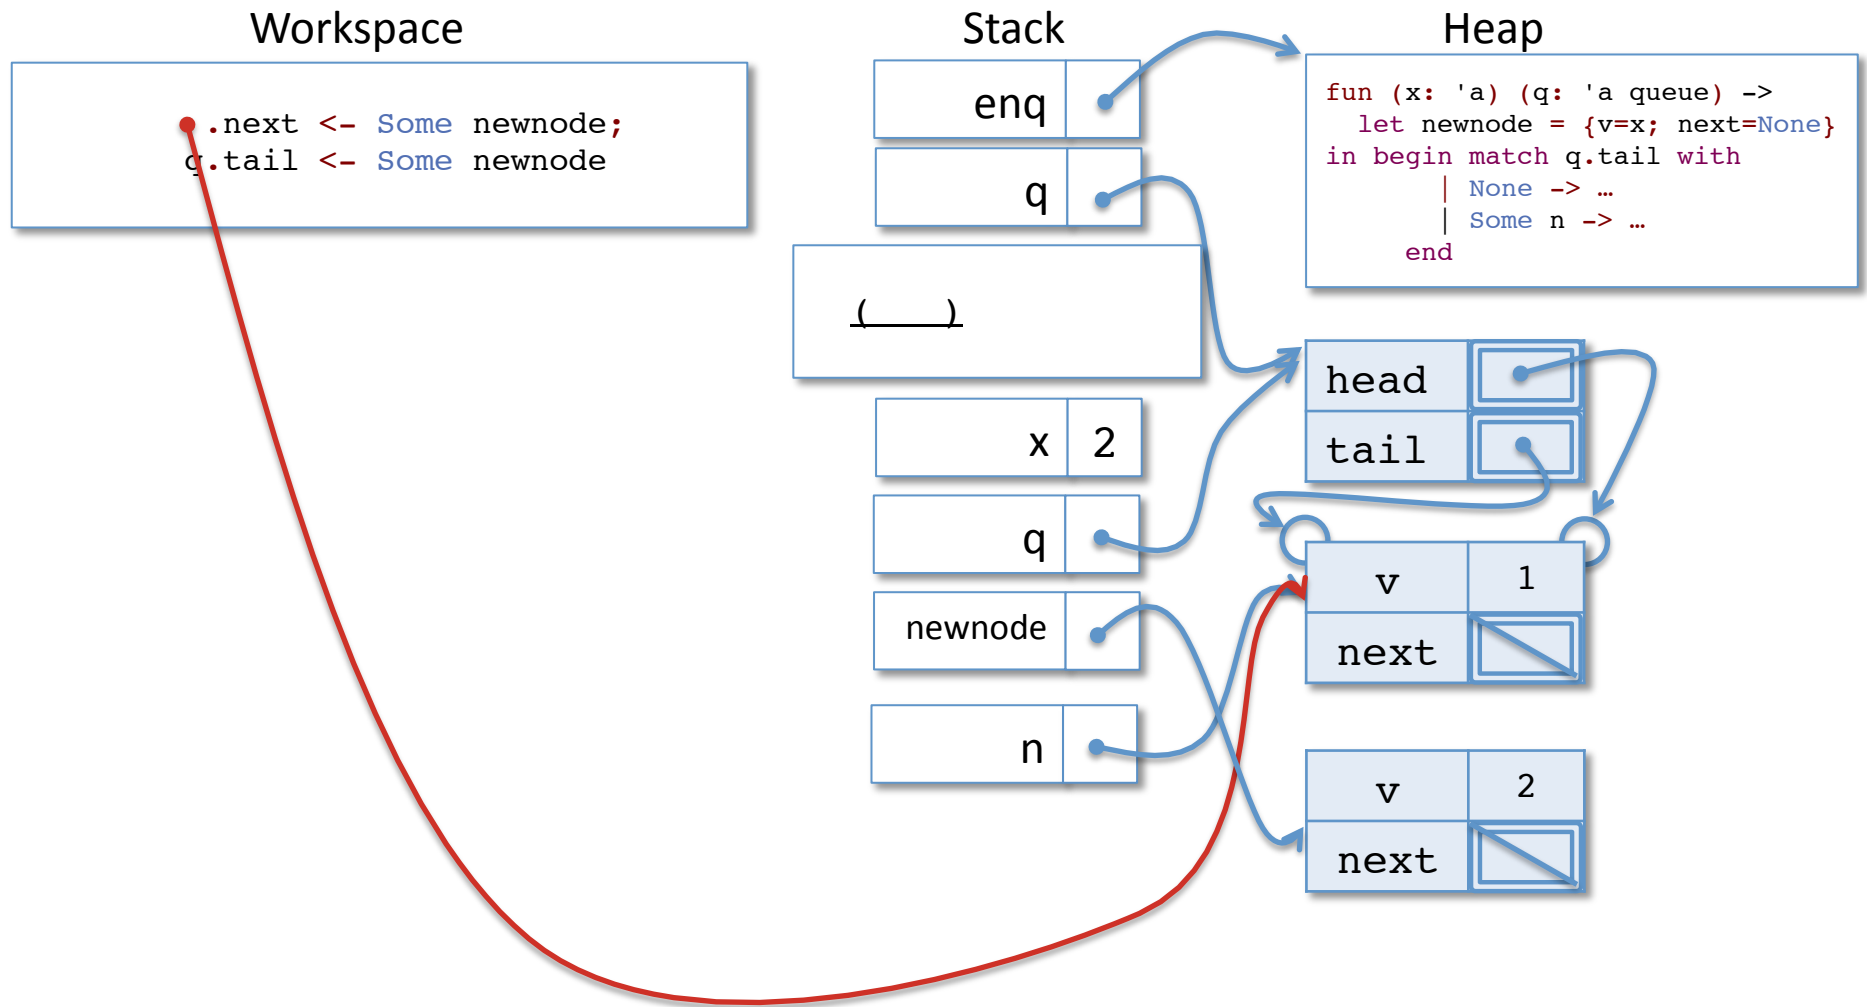 Workspace
Stack
Heap
.next <- Some newnode;
q.tail <- Some newnode
enq
q
(    )
x 2
q
newnode
n
fun (x: 'a) (q: 'a queue) ->
let newnode = {v=x; next=None}
in begin match q.tail with
| None -> …
| Some n -> …
end
head
tail
v 1
next
v 2
next